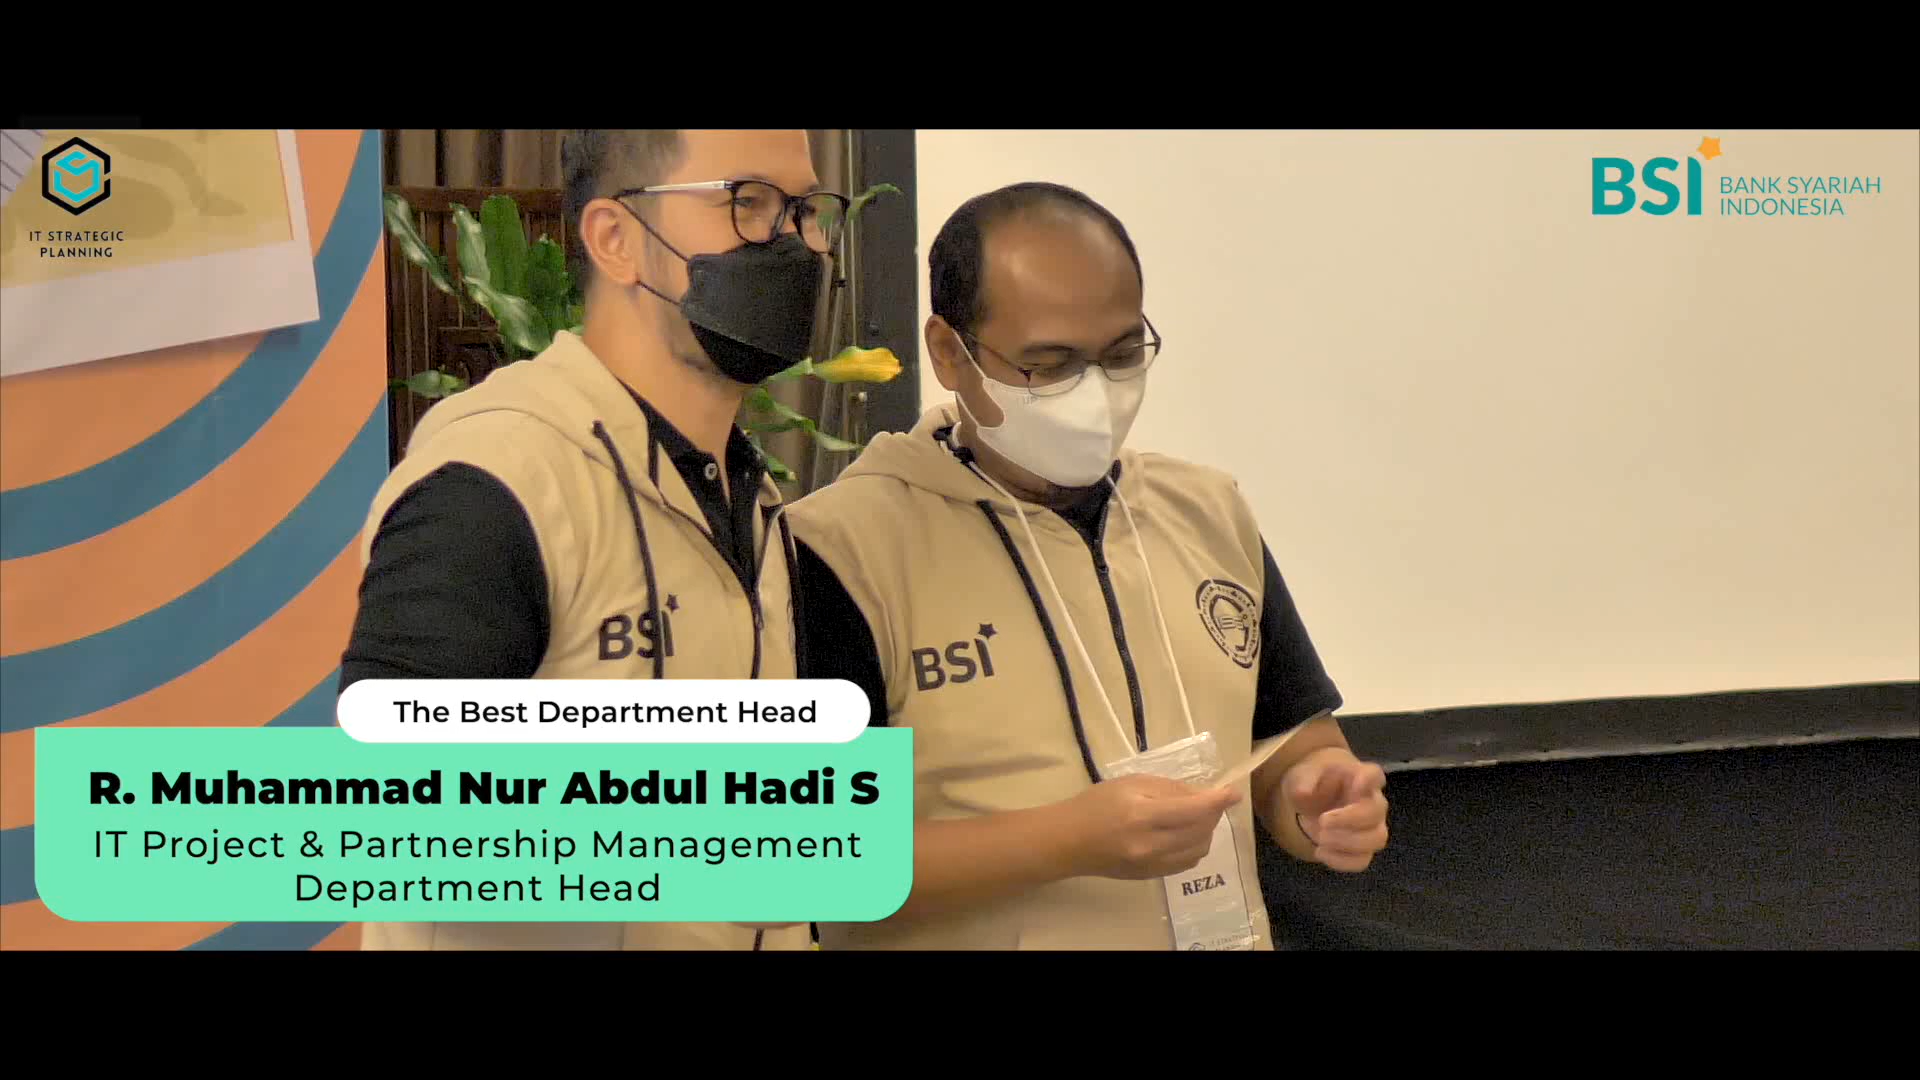 IT STRATEGIC
PLANNING
BSI BANK SYARIAH
INDONESIA
BSI
BSI
The Best Department Head
R. Muhammad Nur Abdul Hadi S
IT Project & Partnership Management
Department Head
REZA